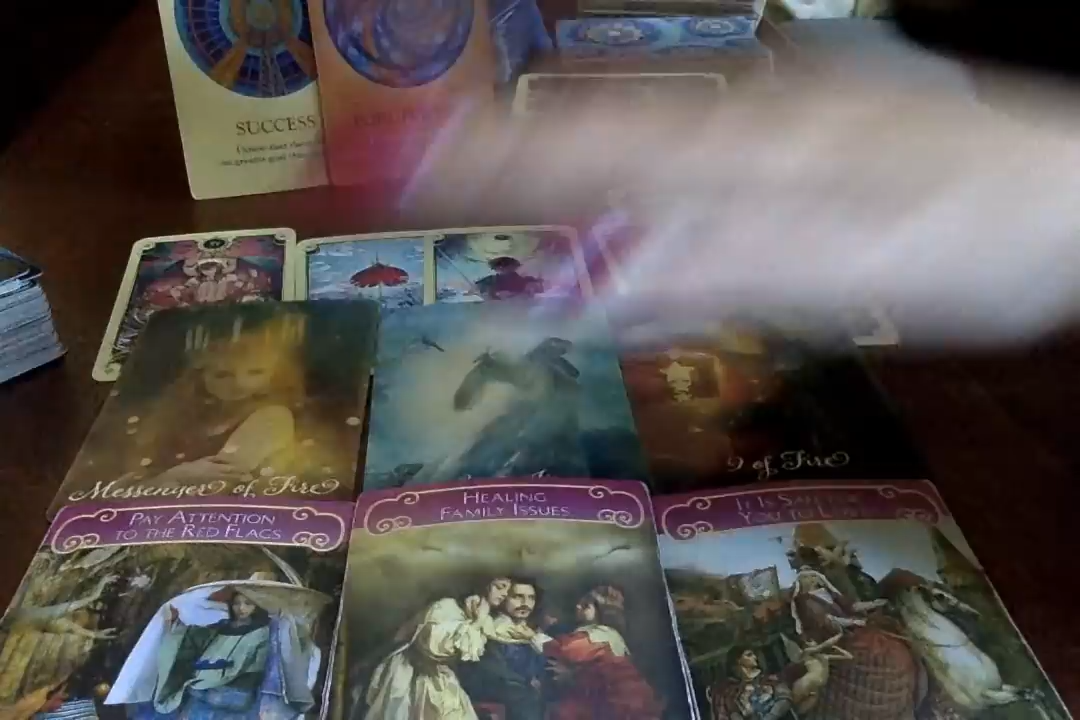 SUCCESS
Messenger of Fire
9 of Fire
PAY ATTENTION
TO THE RED FLAGS
HEALING
FAMILY ISSUES
IT IS SAFE FOR
YOU TO LOVE